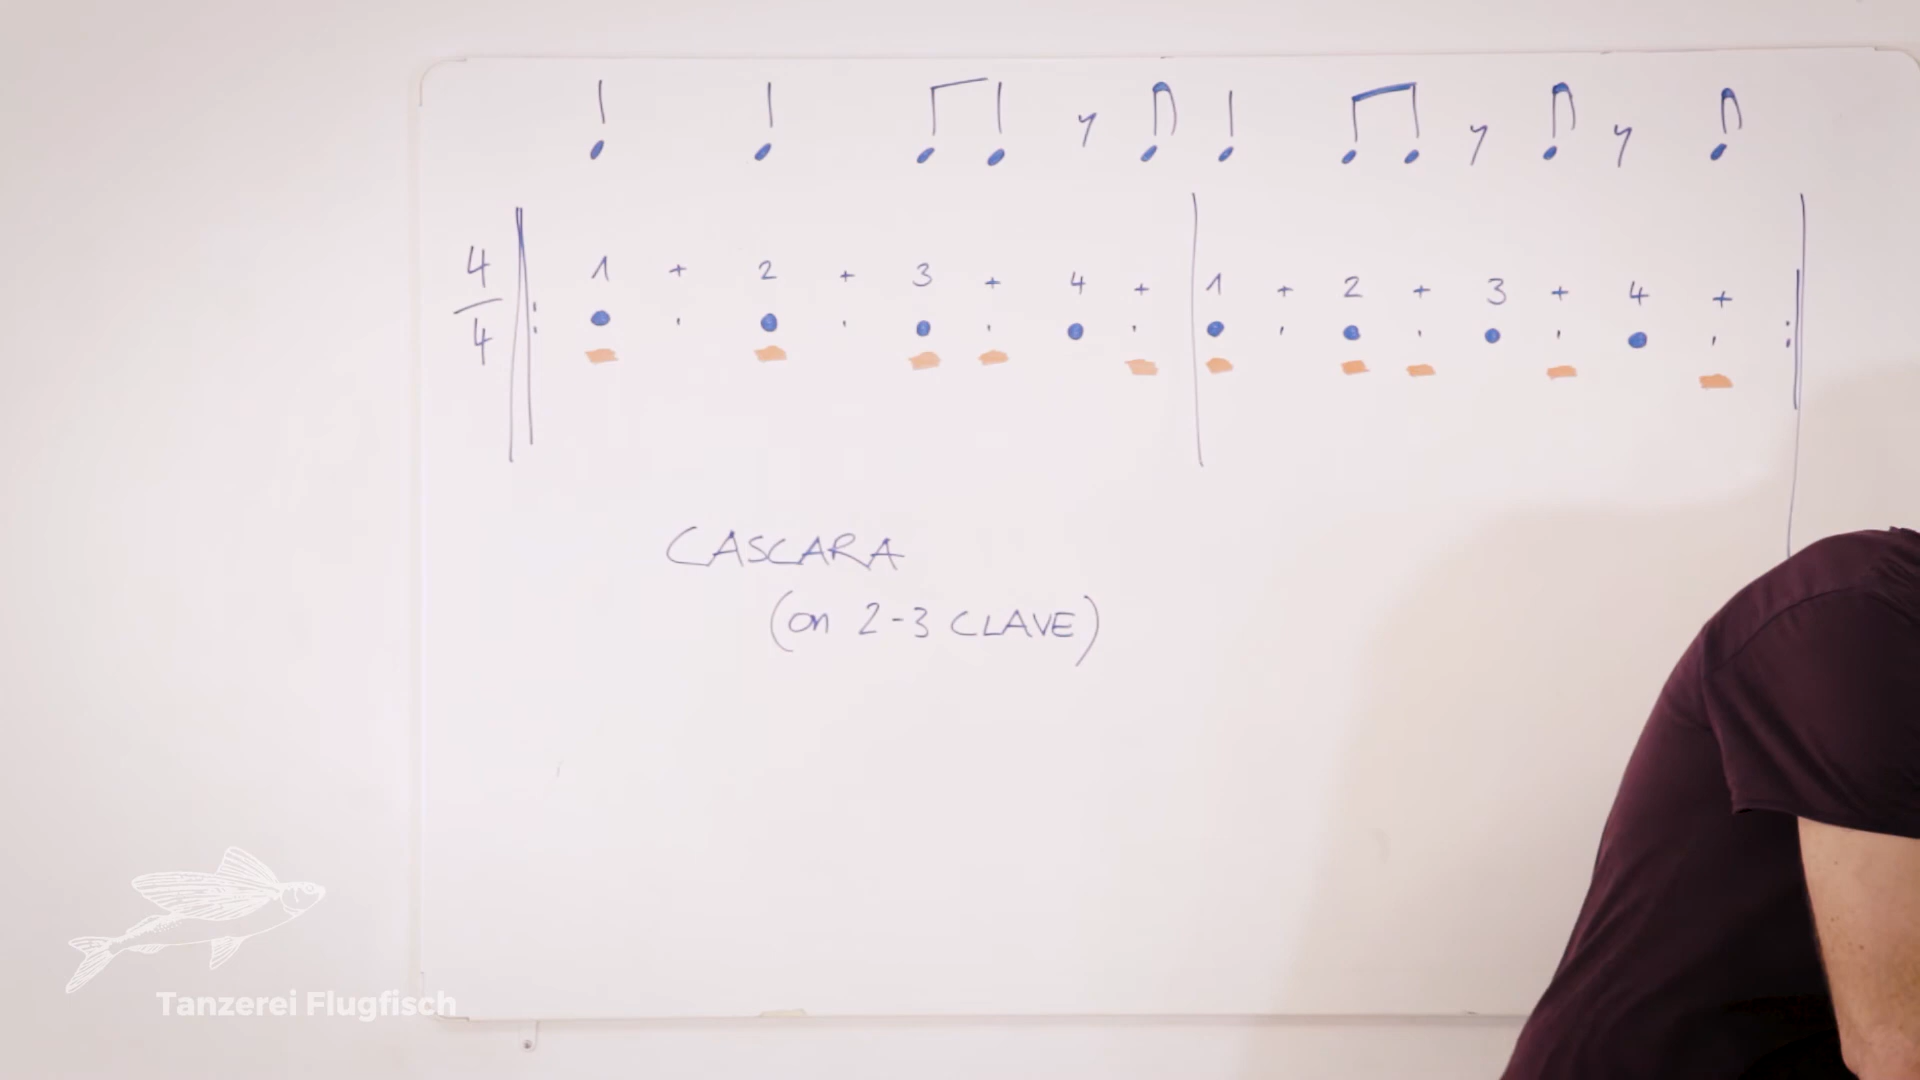 4/4 1 + 2 + 3 + 4 + 1 + 2 + 3 + 4 +
CASCARA
(on 2-3 CLAVE)
Tanzerei Flugfisch